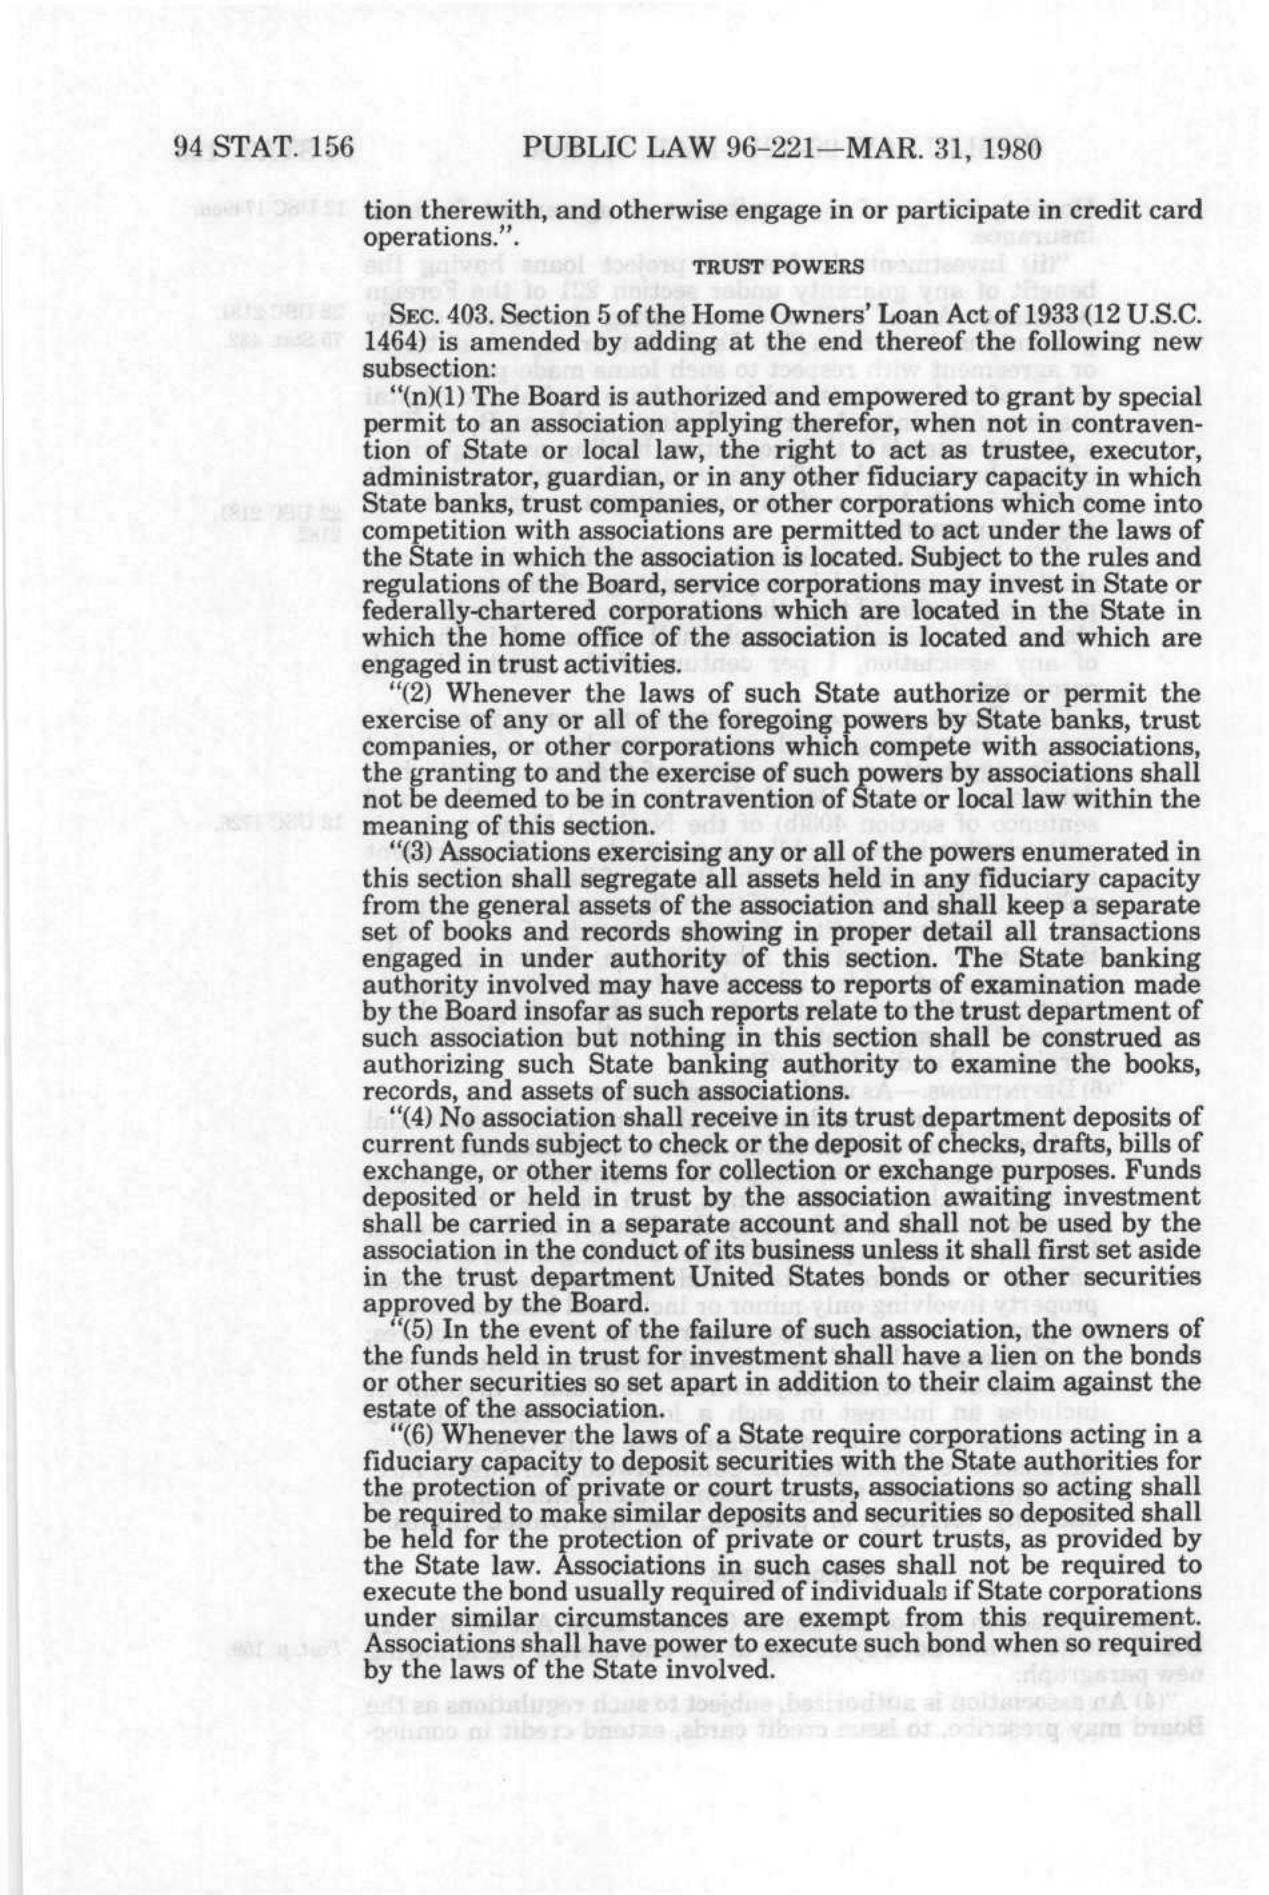 94 STAT. 156 PUBLIC LAW 96-221—MAR. 31, 1980
tion therewith, and otherwise engage in or participate in credit card
operations.”.
TRUST POWERS
SEC. 403. Section 5 of the Home Owners’ Loan Act of 1933 (12 U.S.C.
1464) is amended by adding at the end thereof the following new
subsection:
“(n)(1) The Board is authorized and empowered to grant by special
permit to an association applying therefor, when not in contraven-
tion of State or local law, the right to act as trustee, executor,
administrator, guardian, or in any other fiduciary capacity in which
State banks, trust companies, or other corporations which come into
competition with associations are permitted to act under the laws of
the State in which the association is located. Subject to the rules and
regulations of the Board, service corporations may invest in State or
federally-chartered corporations which are located in the State in
which the home office of the association is located and which are
engaged in trust activities.
“(2) Whenever the laws of such State authorize or permit the
exercise of any or all of the foregoing powers by State banks, trust
companies, or other corporations which compete with associations,
the granting to and the exercise of such powers by associations shall
not be deemed to be in contravention of State or local law within the
meaning of this section.
“(3) Associations exercising any or all of the powers enumerated in
this section shall segregate all assets held in any fiduciary capacity
from the general assets of the association and shall keep a separate
set of books and records showing in proper detail all transactions
engaged in under authority of this section. The State banking
authority involved may have access to reports of examination made
by the Board insofar as such reports relate to the trust department of
such association but nothing in this section shall be construed as
authorizing such State banking authority to examine the books,
records, and assets of such associations.
“(4) No association shall receive in its trust department deposits of
current funds subject to check or the deposit of checks, drafts, bills of
exchange, or other items for collection or exchange purposes. Funds
deposited or held in trust by the association awaiting investment
shall be carried in a separate account and shall not be used by the
association in the conduct of its business unless it shall first set aside
in the trust department United States bonds or other securities
approved by the Board.
“(5) In the event of the failure of such association, the owners of
the funds held in trust for investment shall have a lien on the bonds
or other securities so set apart in addition to their claim against the
estate of the association.
“(6) Whenever the laws of a State require corporations acting in a
fiduciary capacity to deposit securities with the State authorities for
the protection of private or court trusts, associations so acting shall
be required to make similar deposits and securities so deposited shall
be held for the protection of private or court trusts, as provided by
the State law. Associations in such cases shall not be required to
execute the bond usually required of individuals if State corporations
under similar circumstances are exempt from this requirement.
Associations shall have power to execute such bond when so required
by the laws of the State involved.